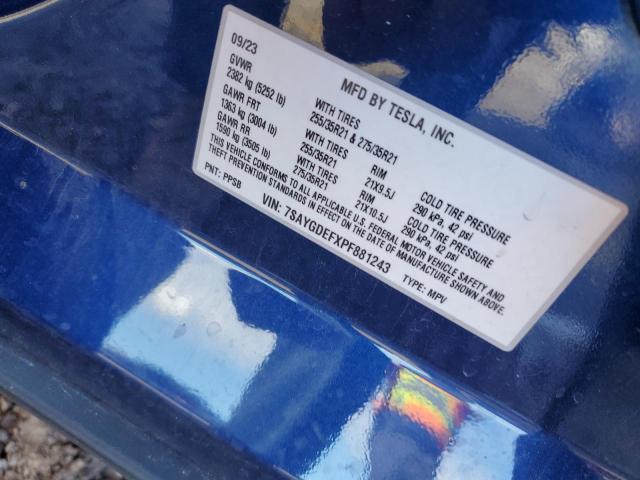 MFD BY TESLA, INC.
09/23
GVWR
2382 kg (5252 lb) WITH TIRES
255/35R21 & 275/35R21
GAWR FRT WITH TIRES RIM COLD TIRE PRESSURE
1363 kg (3004 lb) 255/35R21 21X9.5J 290 kPa, 42 psi
GAWR RR WITH TIRES RIM COLD TIRE PRESSURE
1590 kg (3505 lb) 275/35R21 21X10.5J 290 kPa, 42 psi
THIS VEHICLE CONFORMS TO ALL APPLICABLE U.S. FEDERAL MOTOR VEHICLE SAFETY AND
THEFT PREVENTION STANDARDS IN EFFECT ON THE DATE OF MANUFACTURE SHOWN ABOVE.
PNT: PPSB VIN: 7SAYGDEFXPF881243 TYPE: MPV